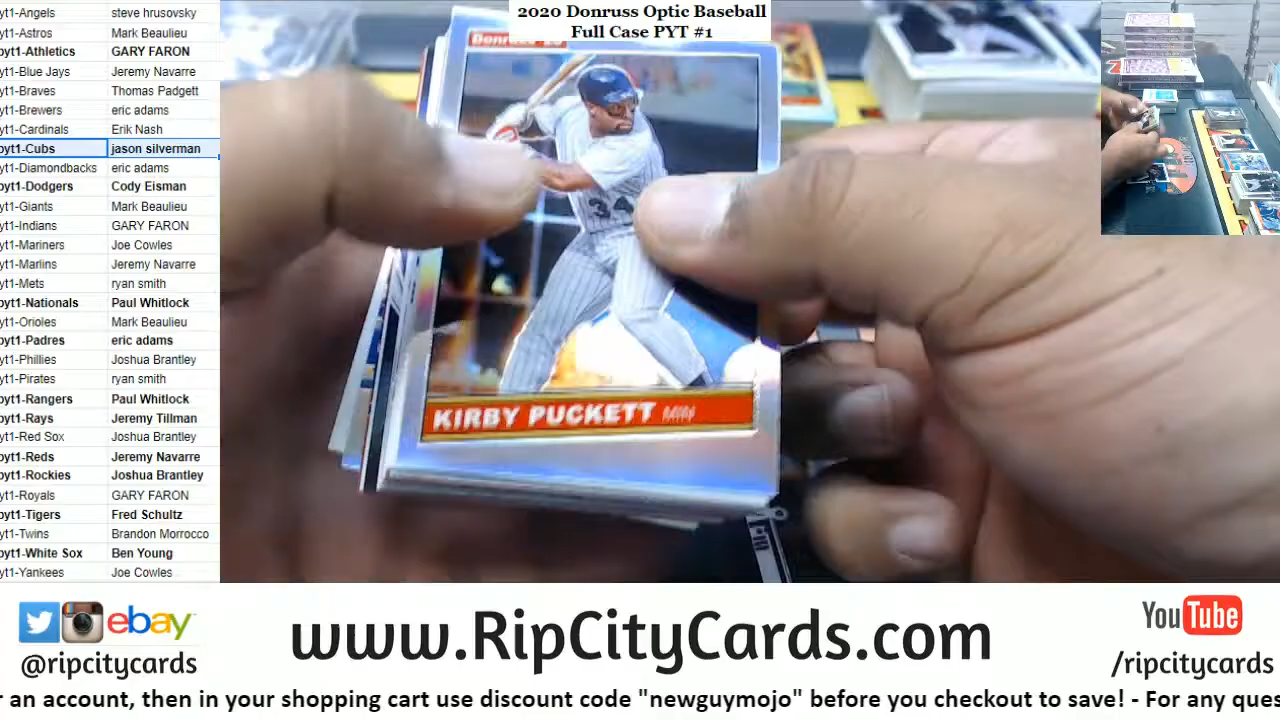 2020 Donruss Optic Baseball
Full Case PYT #1
yt1-Angels steve hrusovsky
yt1-Astros Mark Beaulieu
pyt1-Athletics GARY FARON
yt1-Blue Jays Jeremy Navarre
yt1-Braves Thomas Padgett
yt1-Brewers eric adams
yt1-Cardinals Erik Nash
pyt1-Cubs jason silverman
yt1-Diamondbacks eric adams
pyt1-Dodgers Cody Eisman
yt1-Giants Mark Beaulieu
yt1-Indians GARY FARON
yt1-Mariners Joe Cowles
yt1-Marlins Jeremy Navarre
yt1-Mets ryan smith
pyt1-Nationals Paul Whitlock
yt1-Orioles Mark Beaulieu
pyt1-Padres eric adams
yt1-Phillies Joshua Brantley
yt1-Pirates ryan smith
pyt1-Rangers Paul Whitlock
pyt1-Rays Jeremy Tillman
yt1-Red Sox Joshua Brantley
pyt1-Reds Jeremy Navarre
pyt1-Rockies Joshua Brantley
yt1-Royals GARY FARON
pyt1-Tigers Fred Schultz
yt1-Twins Brandon Morrocco
pyt1-White Sox Ben Young
yt1-Yankees Joe Cowles
Donruss
34
KIRBY PUCKETT MIN
ebay
@ripcitycards
www.RipCityCards.com
YouTube
/ripcitycards
r an account, then in your shopping cart use discount code "newguymojo" before you checkout to save! - For any ques